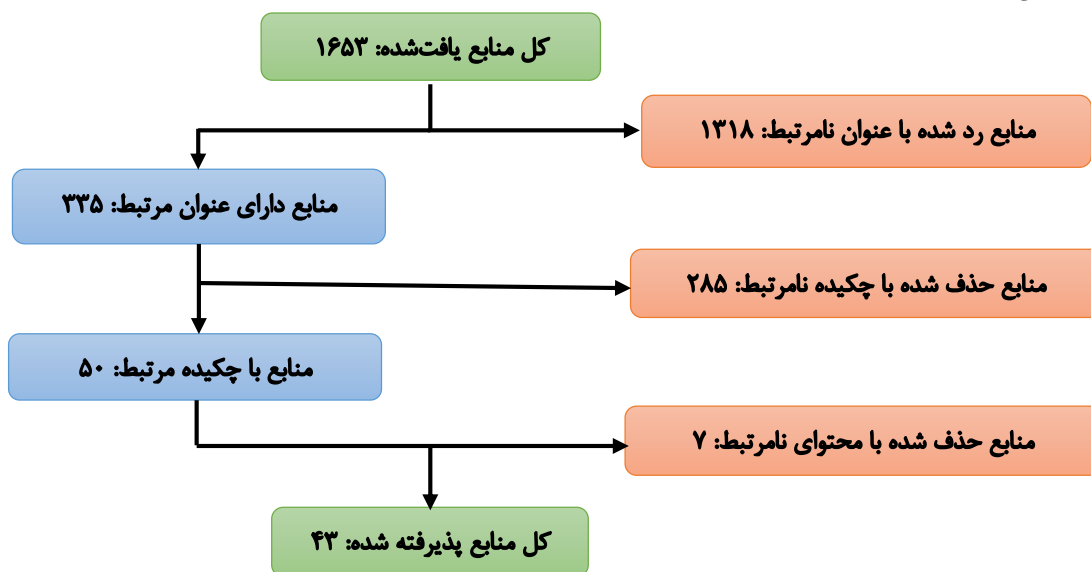 کل منابع یافت‌شده: ۱۶۵۳
منابع رد شده با عنوان نامرتبط: ۱۳۱۸
منابع دارای عنوان مرتبط: ۳۳۵
منابع حذف شده با چکیده نامرتبط: ۲۸۵
منابع با چکیده مرتبط: ۵۰
منابع حذف شده با محتوای نامرتبط: ۷
کل منابع پذیرفته شده: ۴۳